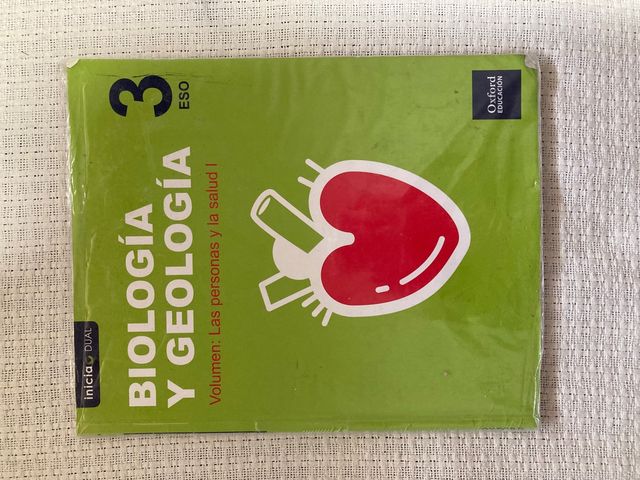 inicia DUAL
BIOLOGÍA
Y GEOLOGÍA
3
ESO
Volumen: Las personas y la salud I
Oxford
EDUCACIÓN